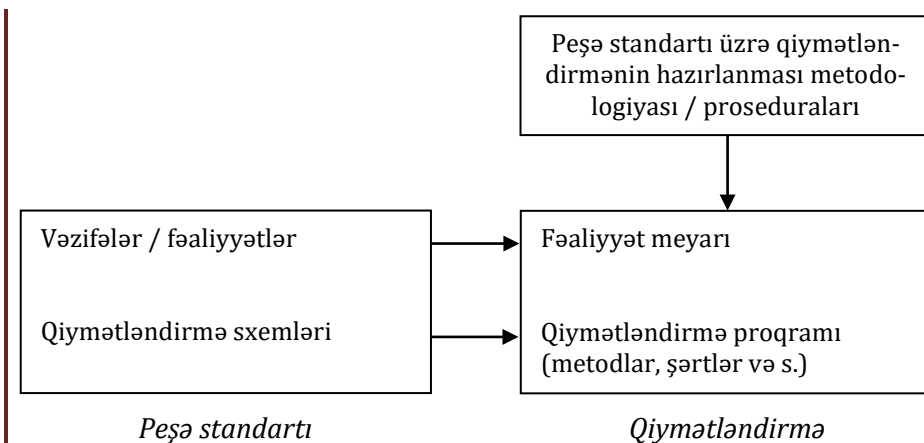 Peşə standartı üzrə qiymətlən-
dirmənin hazırlanması metodo-
logiyası / proseduraları
Vəzifələr / fəaliyyətlər
Fəaliyyət meyarı
Qiymətləndirmə sxemləri
Qiymətləndirmə proqramı
(metodlar, şərtlər və s.)
Peşə standartı
Qiymətləndirmə